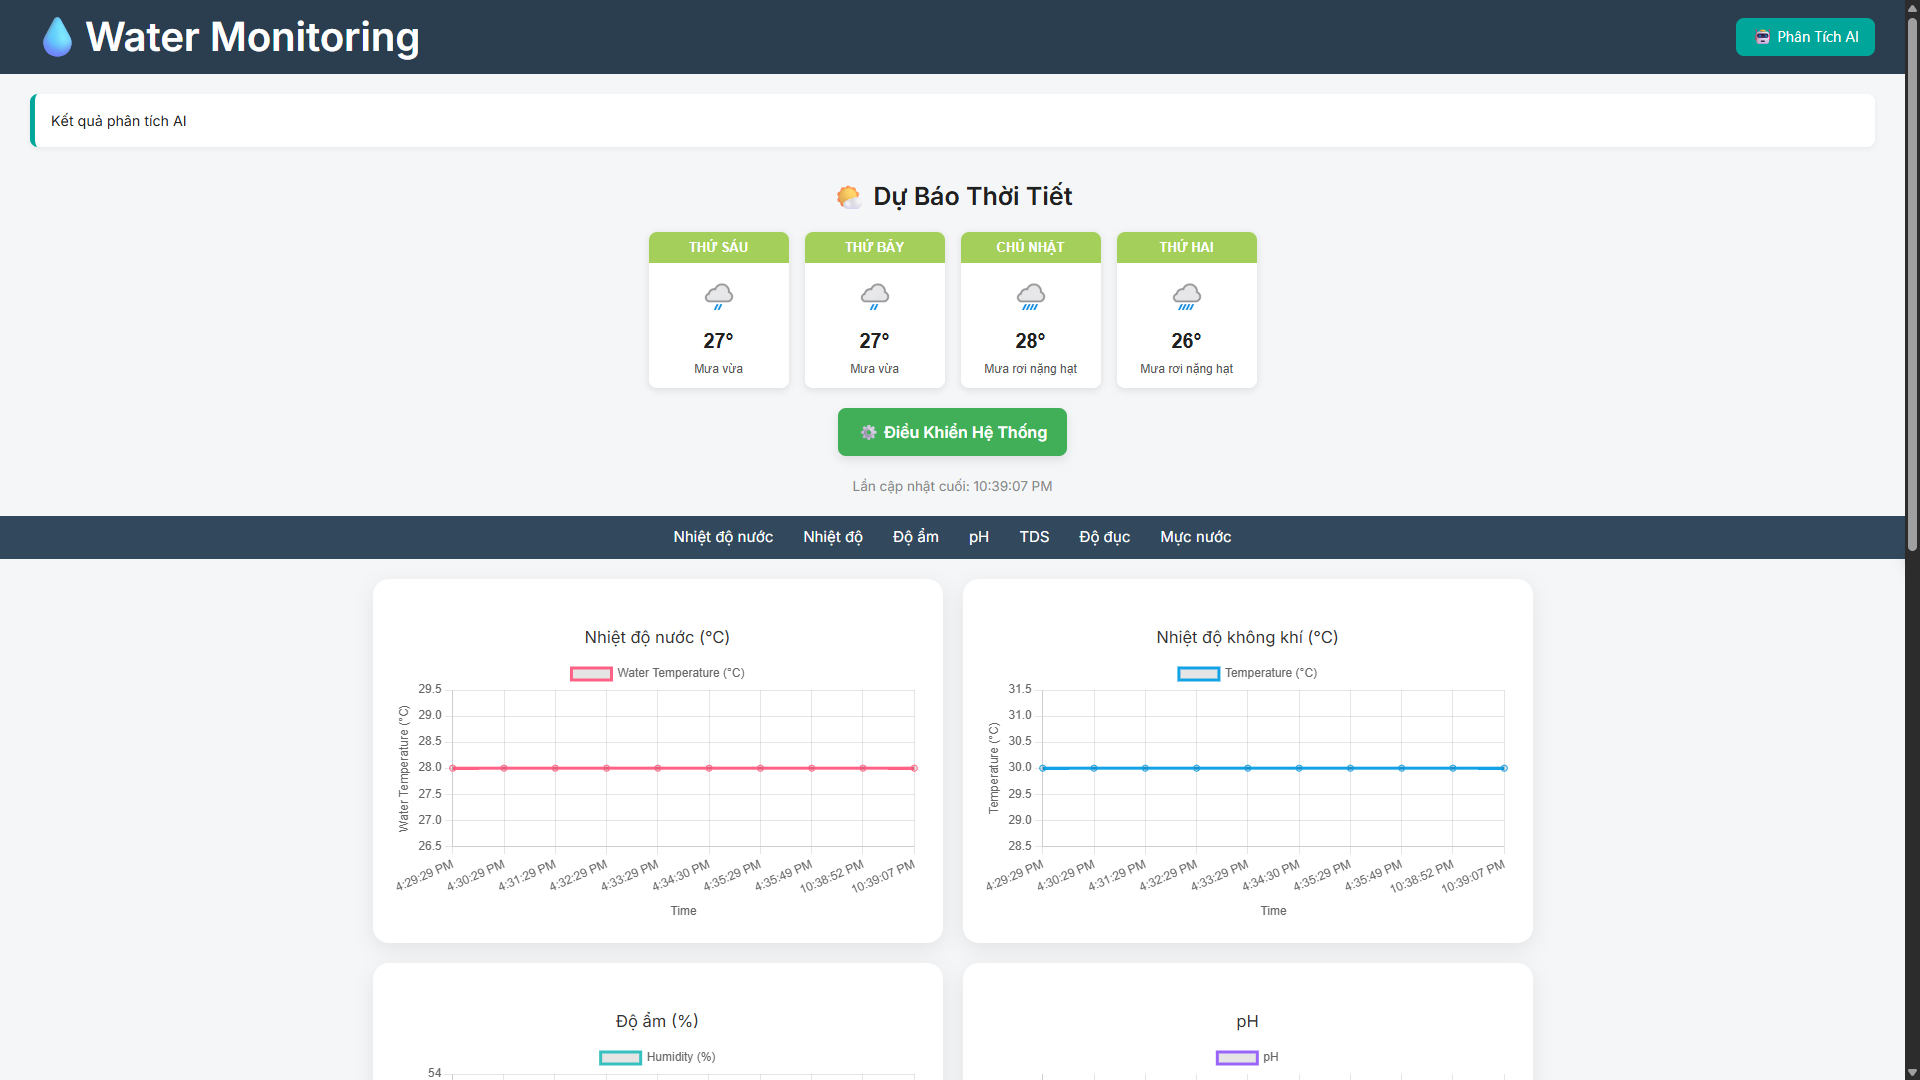 Water Monitoring
Phân Tích AI
Kết quả phân tích AI
Dự Báo Thời Tiết
THỨ SÁU
THỨ BẢY
CHỦ NHẬT
THỨ HAI
27°
27°
28°
26°
Mưa vừa
Mưa vừa
Mưa rơi nặng hạt
Mưa rơi nặng hạt
Điều Khiển Hệ Thống
Lần cập nhật cuối: 10:39:07 PM
Nhiệt độ nước
Nhiệt độ
Độ ẩm
pH
TDS
Độ đục
Mực nước
Nhiệt độ nước (°C)
Water Temperature (°C)
29.5
29.0
28.5
28.0
27.5
27.0
26.5
Water Temperature (°C)
4:29:29 PM
4:30:29 PM
4:31:29 PM
4:32:29 PM
4:33:29 PM
4:34:30 PM
4:35:29 PM
4:35:49 PM
10:38:52 PM
10:39:07 PM
Time
Nhiệt độ không khí (°C)
Temperature (°C)
31.5
31.0
30.5
30.0
29.5
29.0
28.5
Temperature (°C)
4:29:29 PM
4:30:29 PM
4:31:29 PM
4:32:29 PM
4:33:29 PM
4:34:30 PM
4:35:29 PM
4:35:49 PM
10:38:52 PM
10:39:07 PM
Time
Độ ẩm (%)
Humidity (%)
54
pH
pH